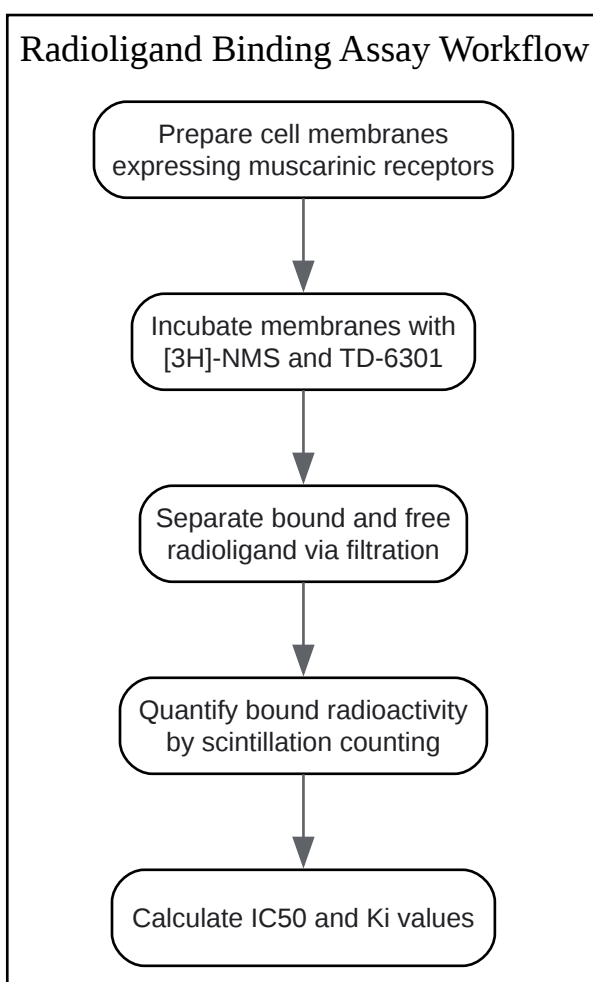 Radioligand Binding Assay Workflow
Prepare cell membranes
expressing muscarinic receptors
Incubate membranes with
[3H]-NMS and TD-6301
Separate bound and free
radioligand via filtration
Quantify bound radioactivity
by scintillation counting
Calculate IC50 and Ki values